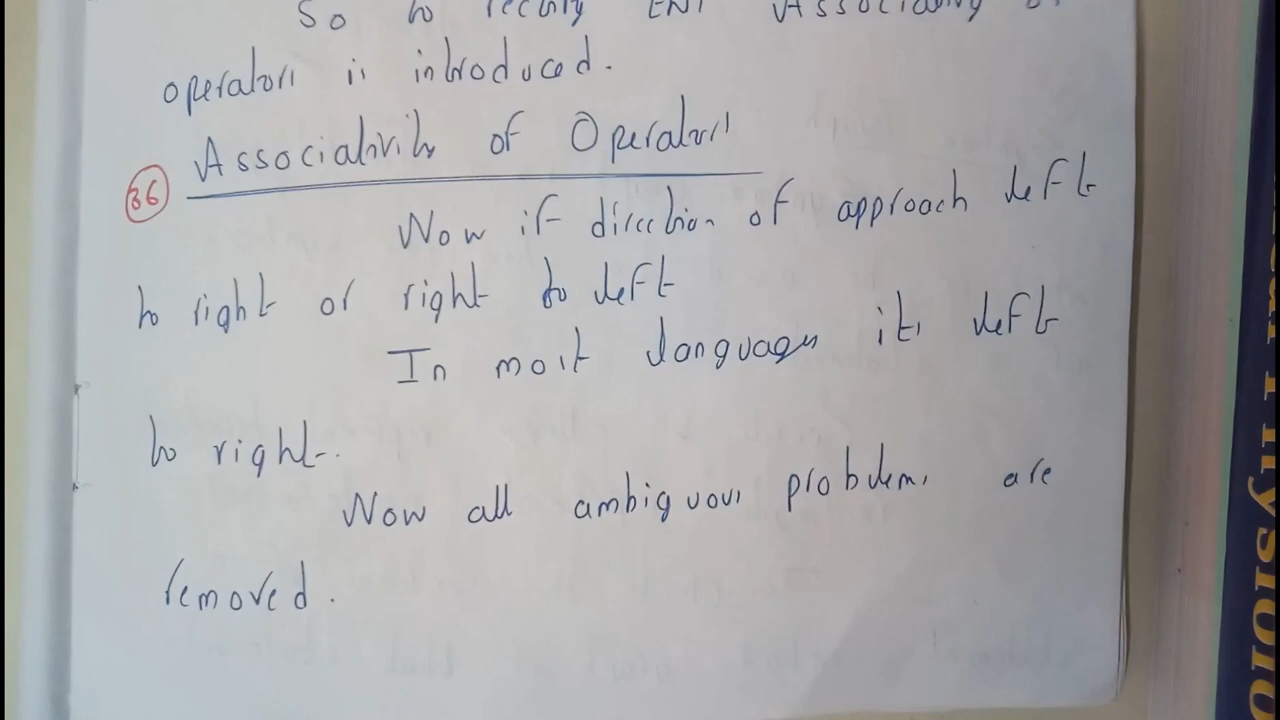 So to rectify this Associativity of
operators is introduced.
Associativity of Operators
36
Now if direction of approach left
to right or right to left
In most languages its left
to right.
Now all ambiguous problems are
removed.